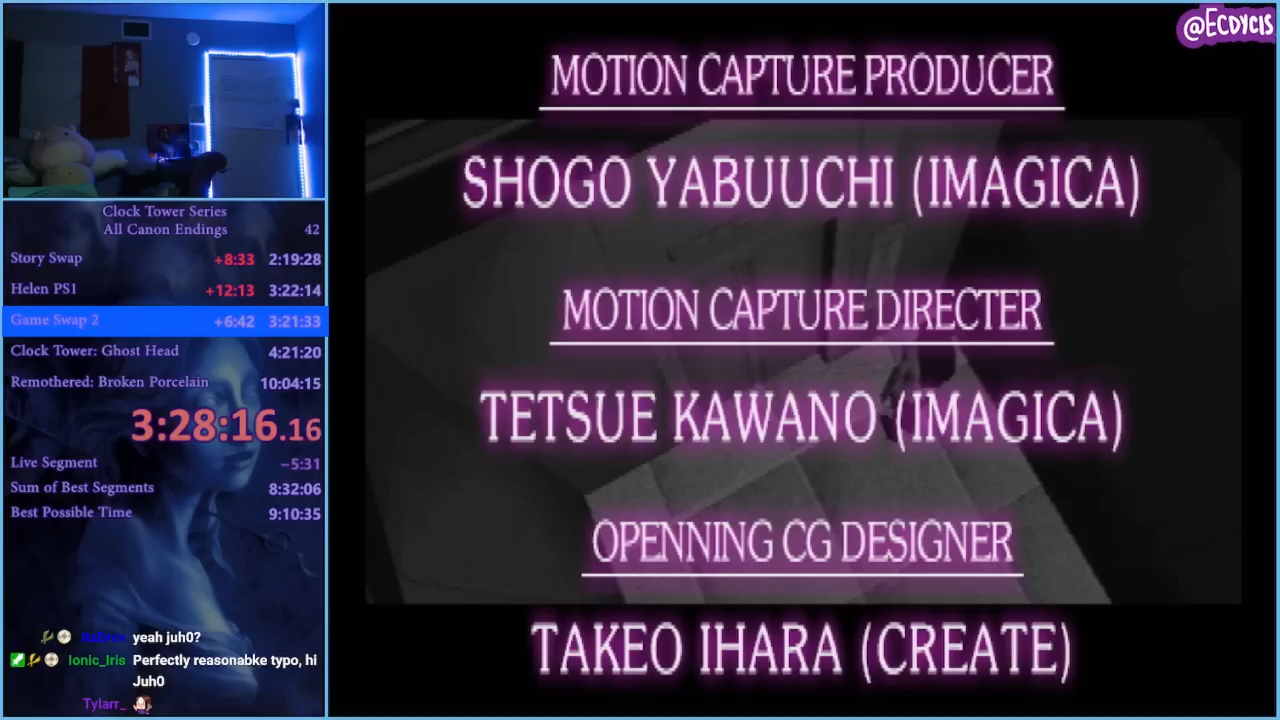 @ECDYCIS
MOTION CAPTURE PRODUCER
SHOGO YABUUCHI (IMAGICA)
MOTION CAPTURE DIRECTER
TETSUE KAWANO (IMAGICA)
OPENNING CG DESIGNER
TAKEO IHARA (CREATE)
Clock Tower Series
All Canon Endings 42
Story Swap +8:33 2:19:28
Helen PS1 +12:13 3:22:14
Game Swap 2 +6:42 3:21:33
Clock Tower: Ghost Head 4:21:20
Remothered: Broken Porcelain 10:04:15
3:28:16.16
Live Segment −5:31
Sum of Best Segments 8:32:06
Best Possible Time 9:10:35
yeah juh0?
Ionic_Iris Perfectly reasonabke typo, hi
Juh0
Tylarr_